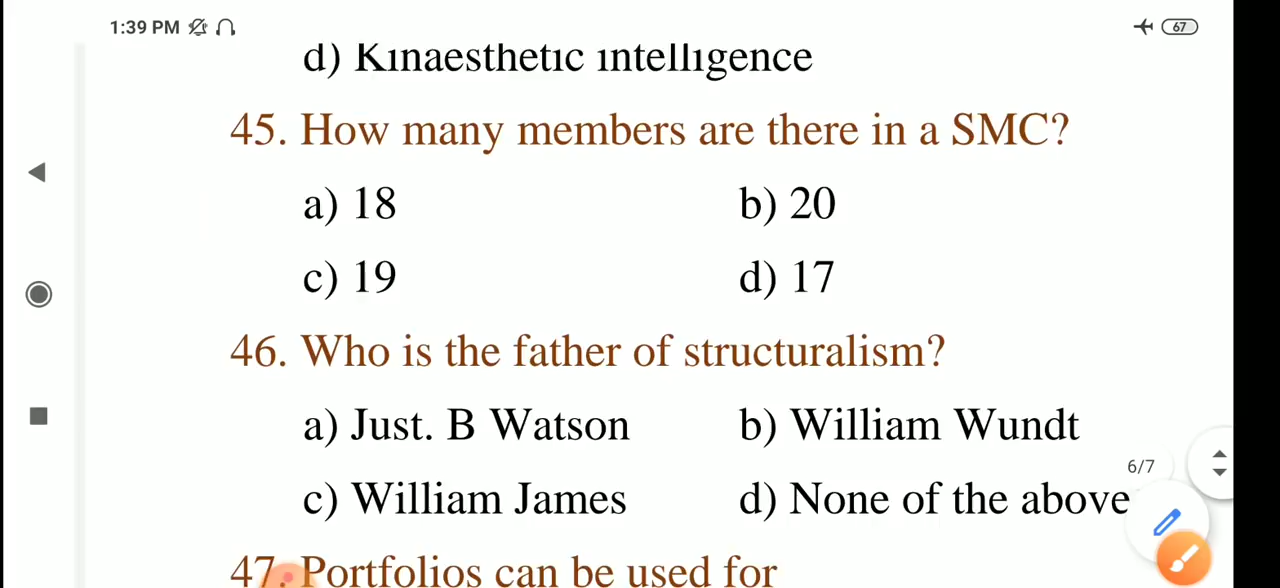 1:39 PM 67
d) Kinaesthetic intelligence
45. How many members are there in a SMC?
a) 18 b) 20
c) 19 d) 17
46. Who is the father of structuralism?
a) Just. B Watson b) William Wundt
6/7
c) William James d) None of the above
47. Portfolios can be used for